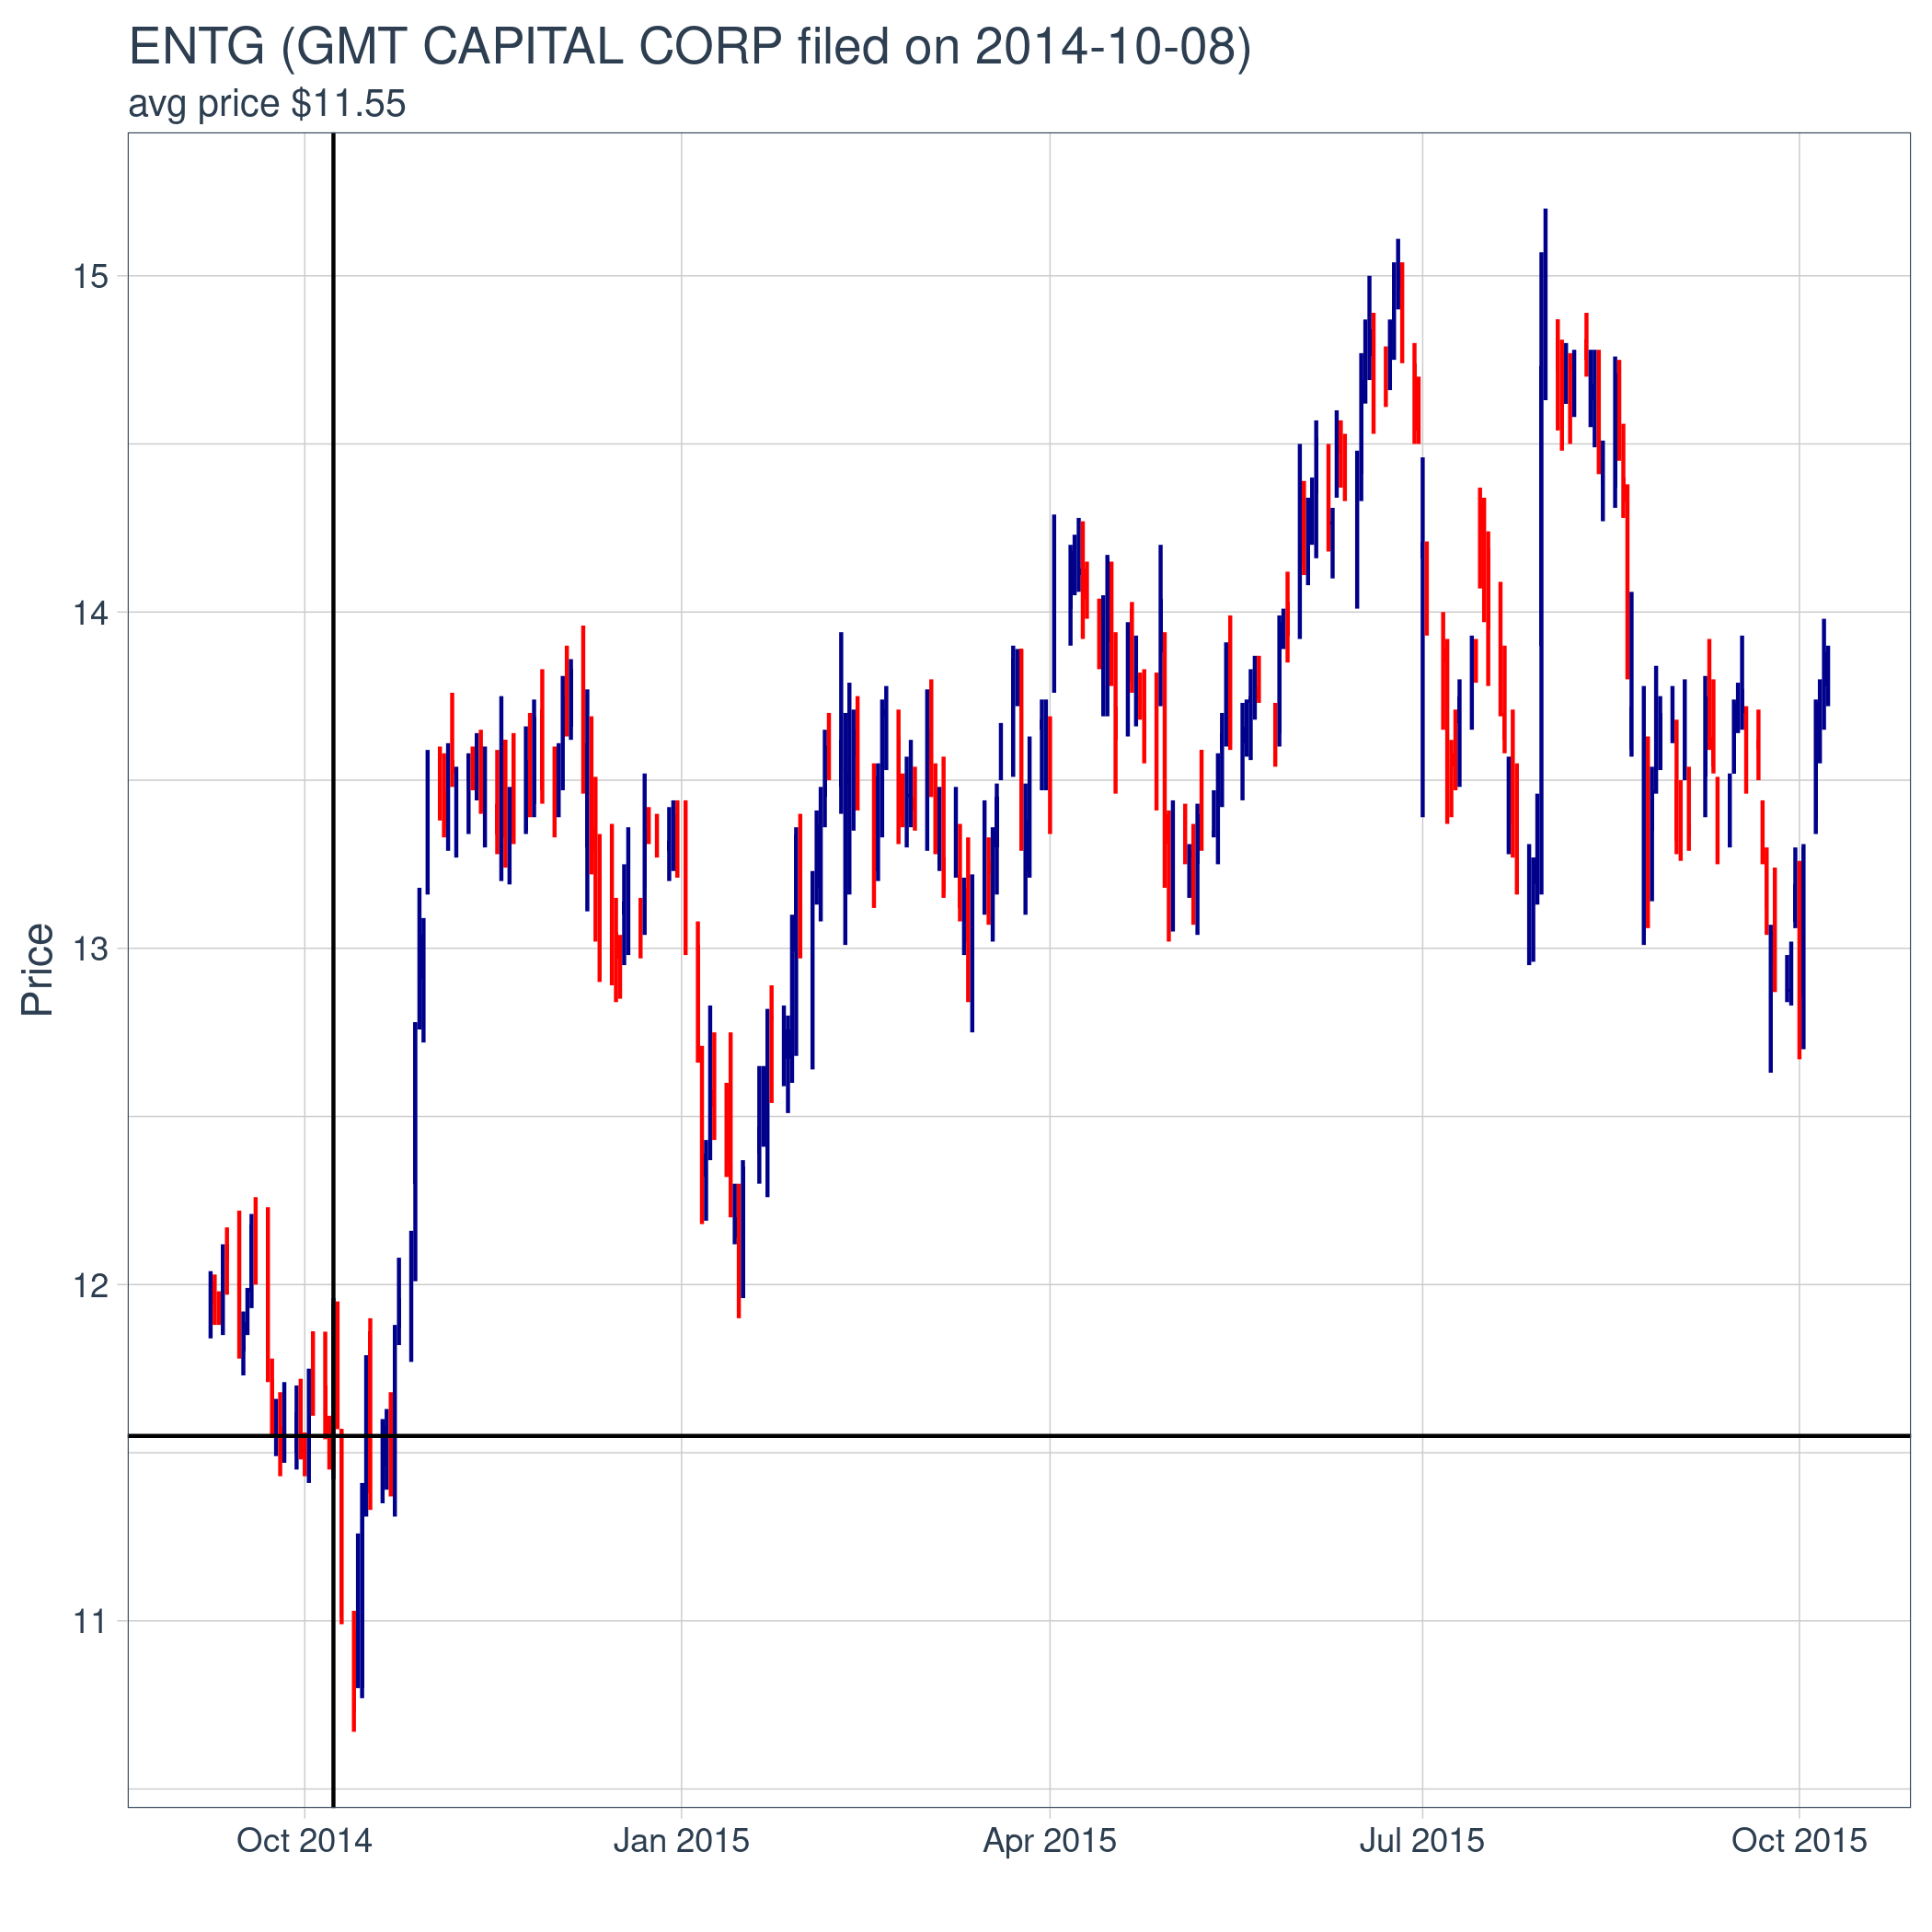 ENTG (GMT CAPITAL CORP filed on 2014-10-08)
avg price $11.55
Price
15
14
13
12
11
Oct 2014
Jan 2015
Apr 2015
Jul 2015
Oct 2015